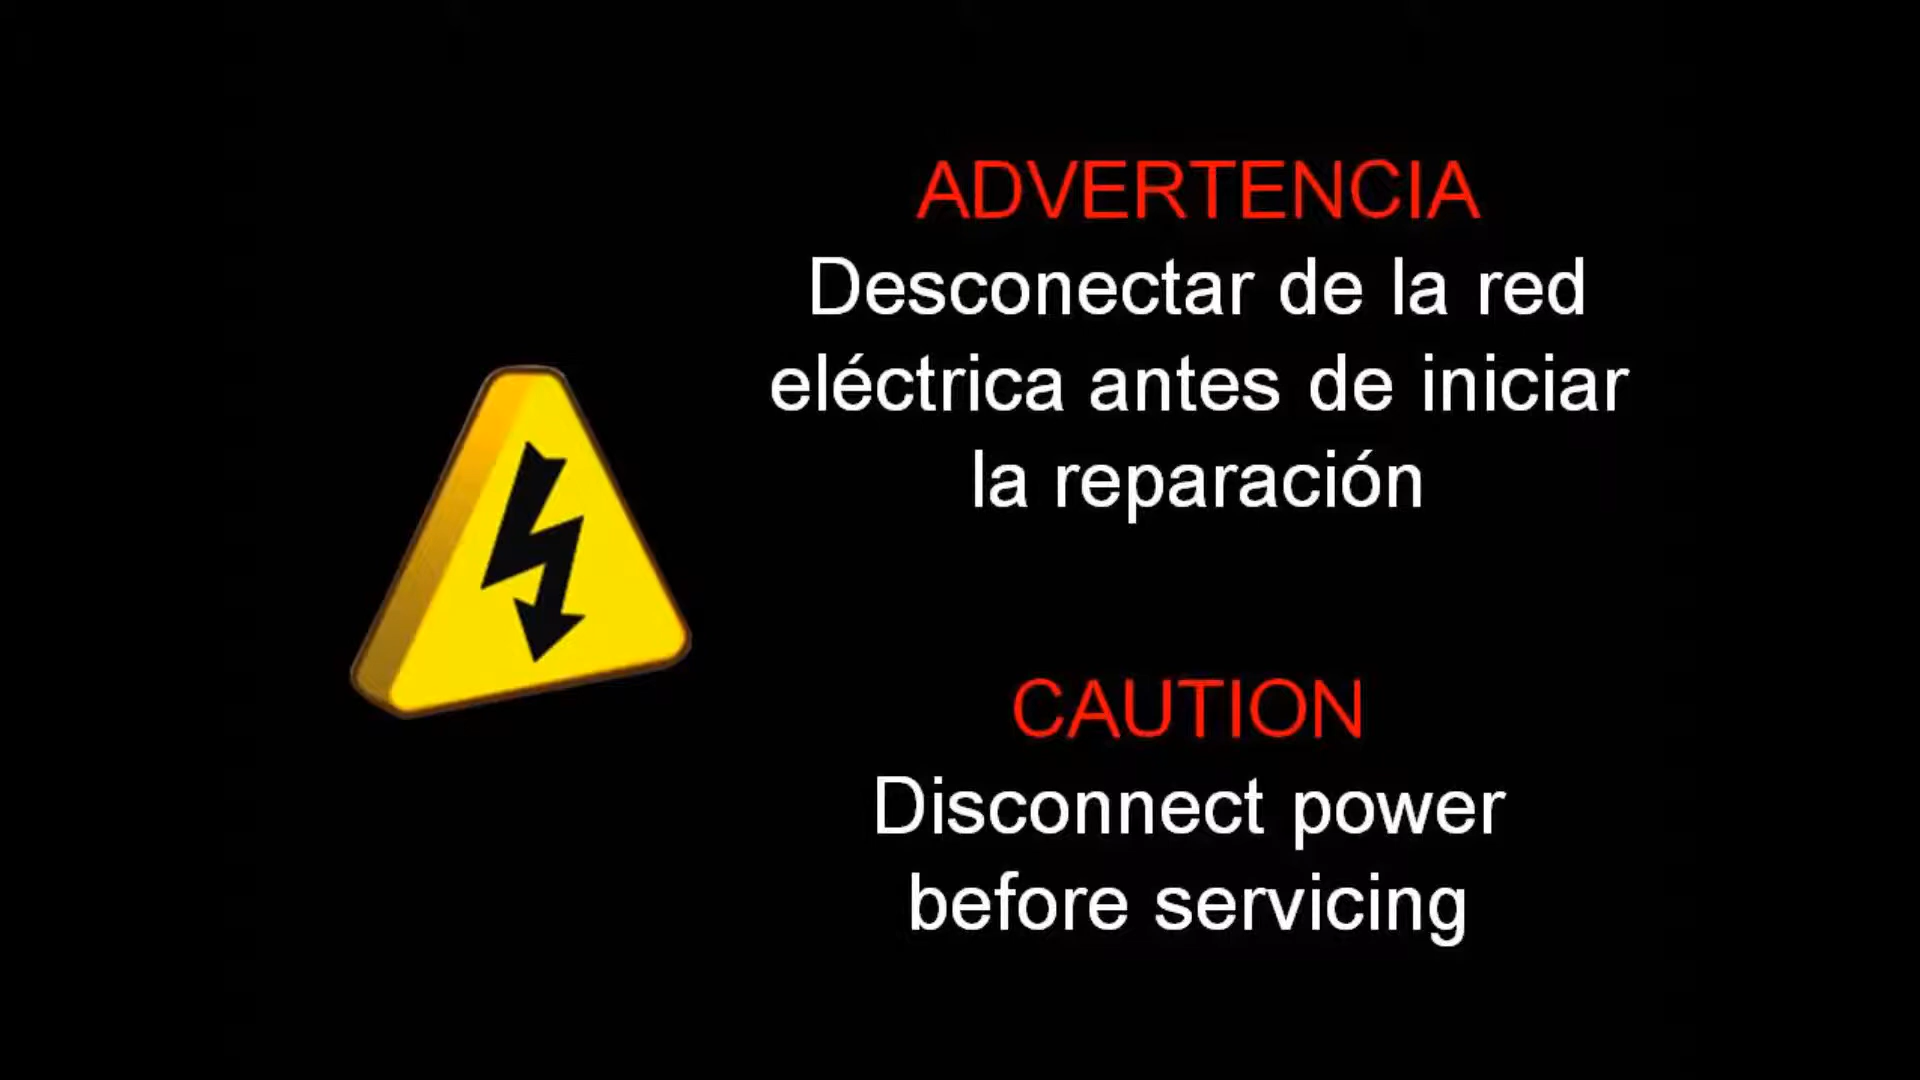 ADVERTENCIA
Desconectar de la red
eléctrica antes de iniciar
la reparación
CAUTION
Disconnect power
before servicing